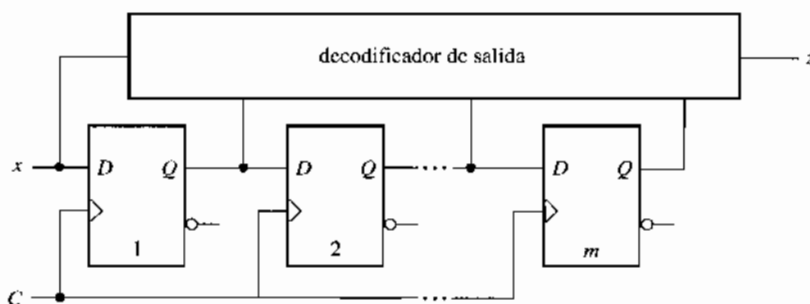 decodificador de salida
z
x D Q D Q D Q
1 2 m
C